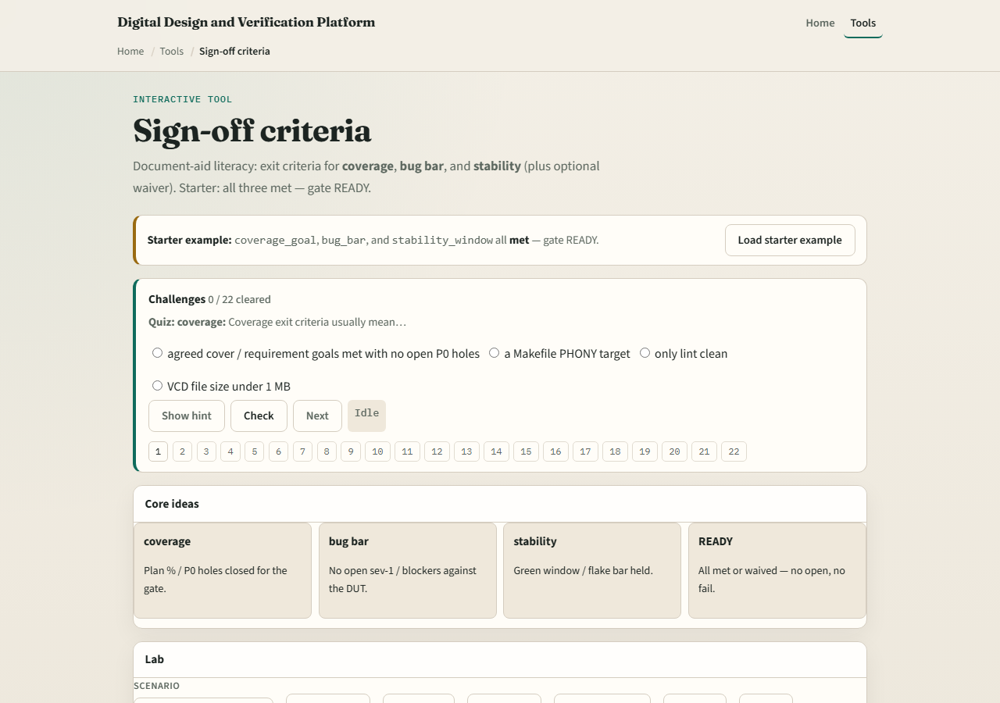 Digital Design and Verification Platform
Home
Tools
Home / Tools / Sign-off criteria
INTERACTIVE TOOL
Sign-off criteria
Document-aid literacy: exit criteria for coverage, bug bar, and stability (plus optional
waiver). Starter: all three met — gate READY.
Starter example: coverage_goal, bug_bar, and stability_window all met — gate READY.
Load starter example
Challenges 0 / 22 cleared
Quiz: coverage: Coverage exit criteria usually mean…
agreed cover / requirement goals met with no open P0 holes
a Makefile PHONY target
only lint clean
VCD file size under 1 MB
Show hint
Check
Next
Idle
1 2 3 4 5 6 7 8 9 10 11 12 13 14 15 16 17 18 19 20 21 22
Core ideas
coverage
Plan % / P0 holes closed for the
gate.
bug bar
No open sev-1 / blockers against
the DUT.
stability
Green window / flake bar held.
READY
All met or waived — no open, no
fail.
Lab
SCENARIO